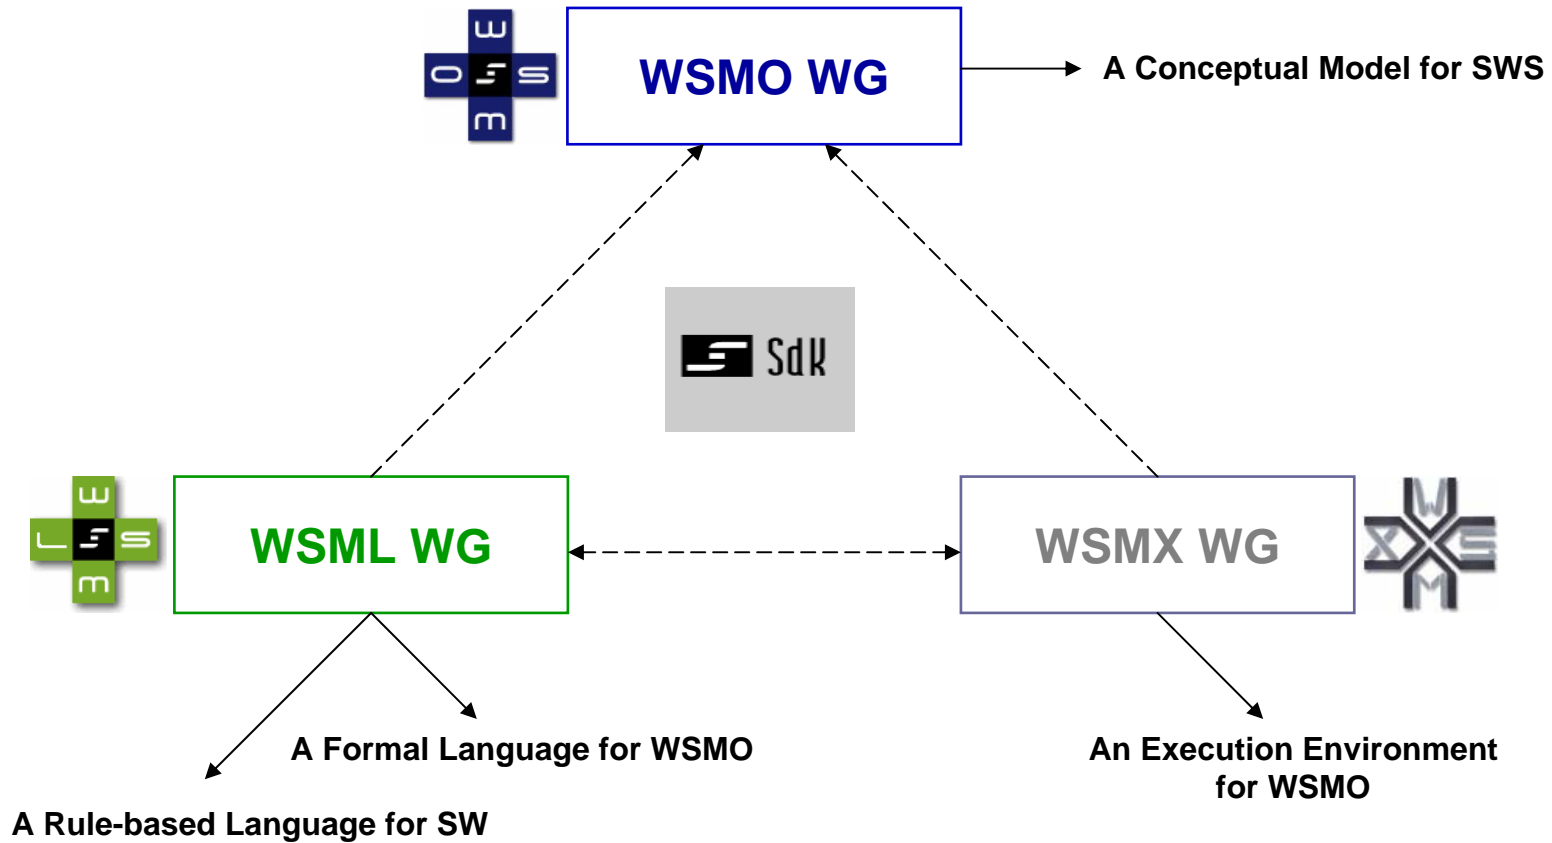 W
O S
M
WSMO WG
A Conceptual Model for SWS
SdK
W
L S
M
WSML WG
WSMX WG
W
X S
M
A Formal Language for WSMO
An Execution Environment
for WSMO
A Rule-based Language for SW